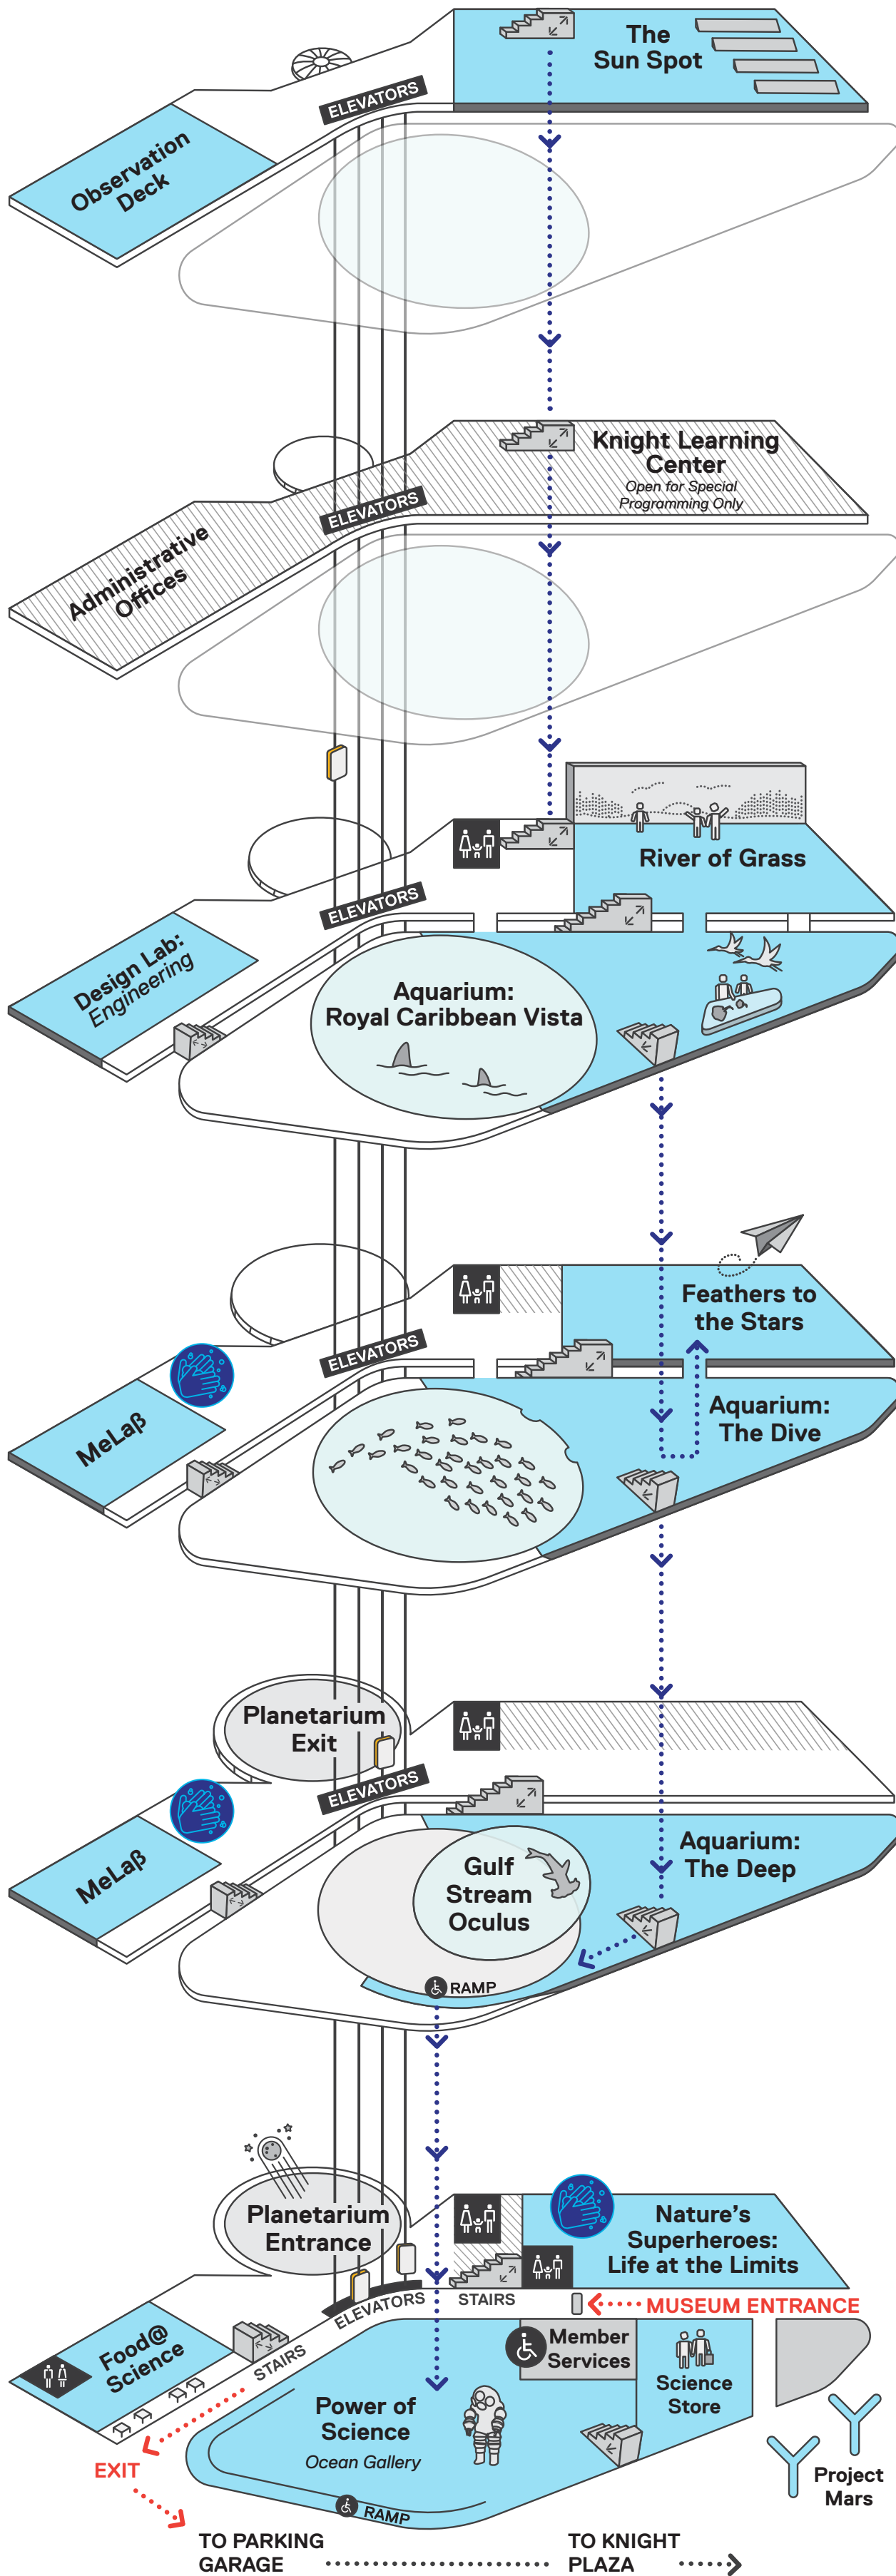 The
Sun Spot
ELEVATORS
Observation
Deck
Knight Learning
Center
Open for Special
Programming Only
ELEVATORS
Administrative
Offices
River of Grass
ELEVATORS
Design Lab:
Engineering
Aquarium:
Royal Caribbean Vista
Feathers to
the Stars
ELEVATORS
MeLaβ
Aquarium:
The Dive
Planetarium
Exit
ELEVATORS
MeLaβ
Aquarium:
The Deep
Gulf
Stream
Oculus
RAMP
Planetarium
Entrance
Nature's
Superheroes:
Life at the Limits
ELEVATORS
STAIRS
MUSEUM ENTRANCE
Food@
Science
STAIRS
Member
Services
Science
Store
Power of
Science
Ocean Gallery
EXIT
RAMP
Project
Mars
TO PARKING
GARAGE
TO KNIGHT
PLAZA